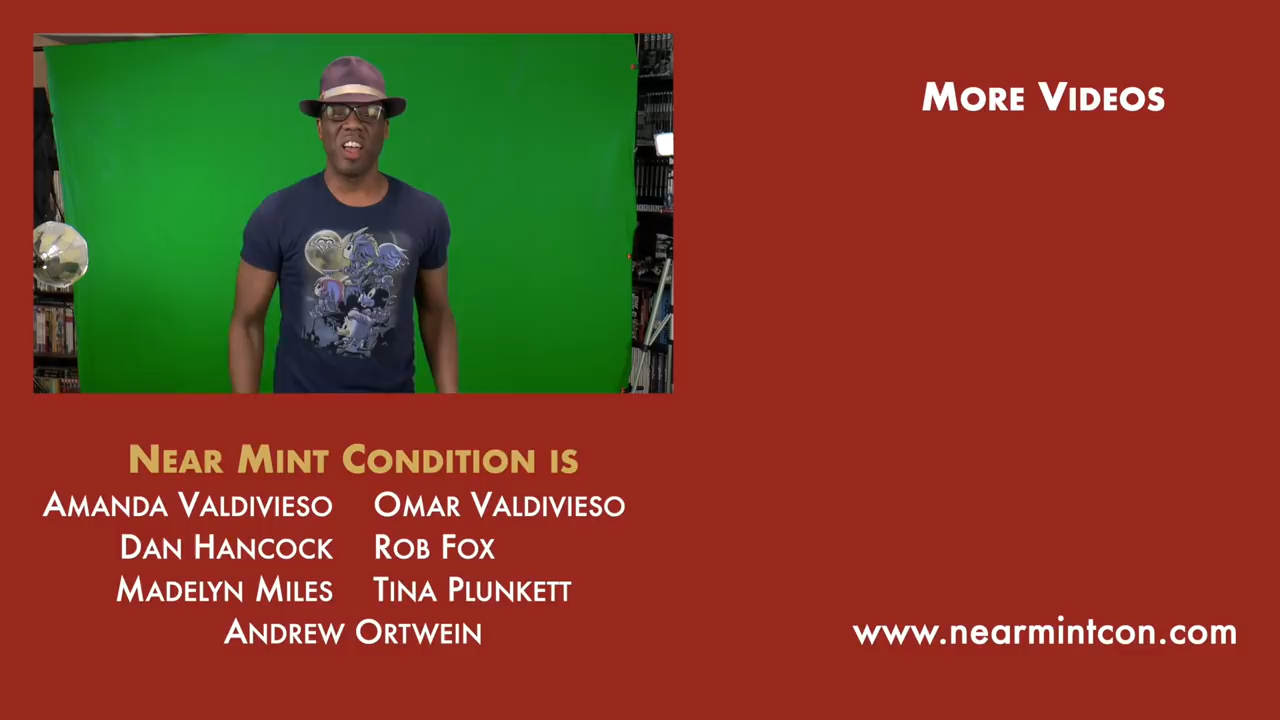 More Videos
Near Mint Condition is
Amanda Valdivieso Omar Valdivieso
Dan Hancock Rob Fox
Madelyn Miles Tina Plunkett
Andrew Ortwein
www.nearmintcon.com